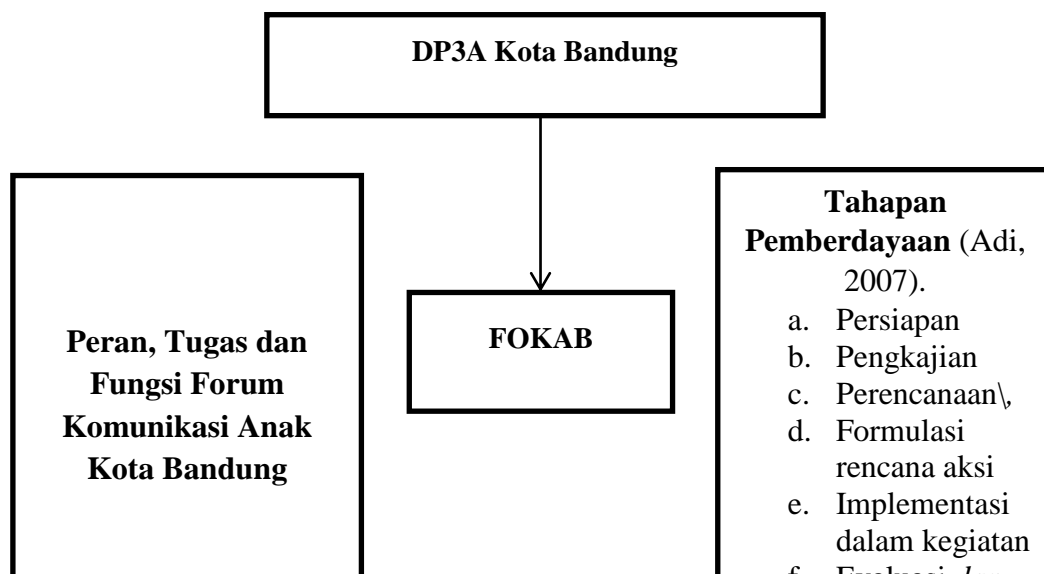 DP3A Kota Bandung
Peran, Tugas dan
Fungsi Forum
Komunikasi Anak
Kota Bandung
FOKAB
Tahapan
Pemberdayaan (Adi,
2007).
a. Persiapan
b. Pengkajian
c. Perencanaan\,
d. Formulasi
rencana aksi
e. Implementasi
dalam kegiatan